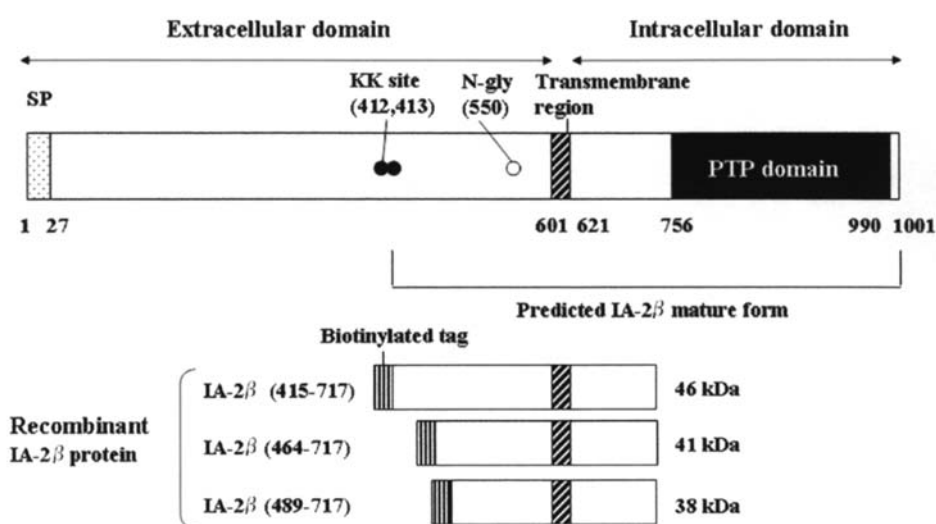 Extracellular domain
Intracellular domain
SP
KK site
(412,413)
N-gly
(550)
Transmembrane
region
PTP domain
1 27 601 621 756 990 1001
Predicted IA-2β mature form
Biotinylated tag
Recombinant
IA-2β protein
IA-2β (415-717) 46 kDa
IA-2β (464-717) 41 kDa
IA-2β (489-717) 38 kDa